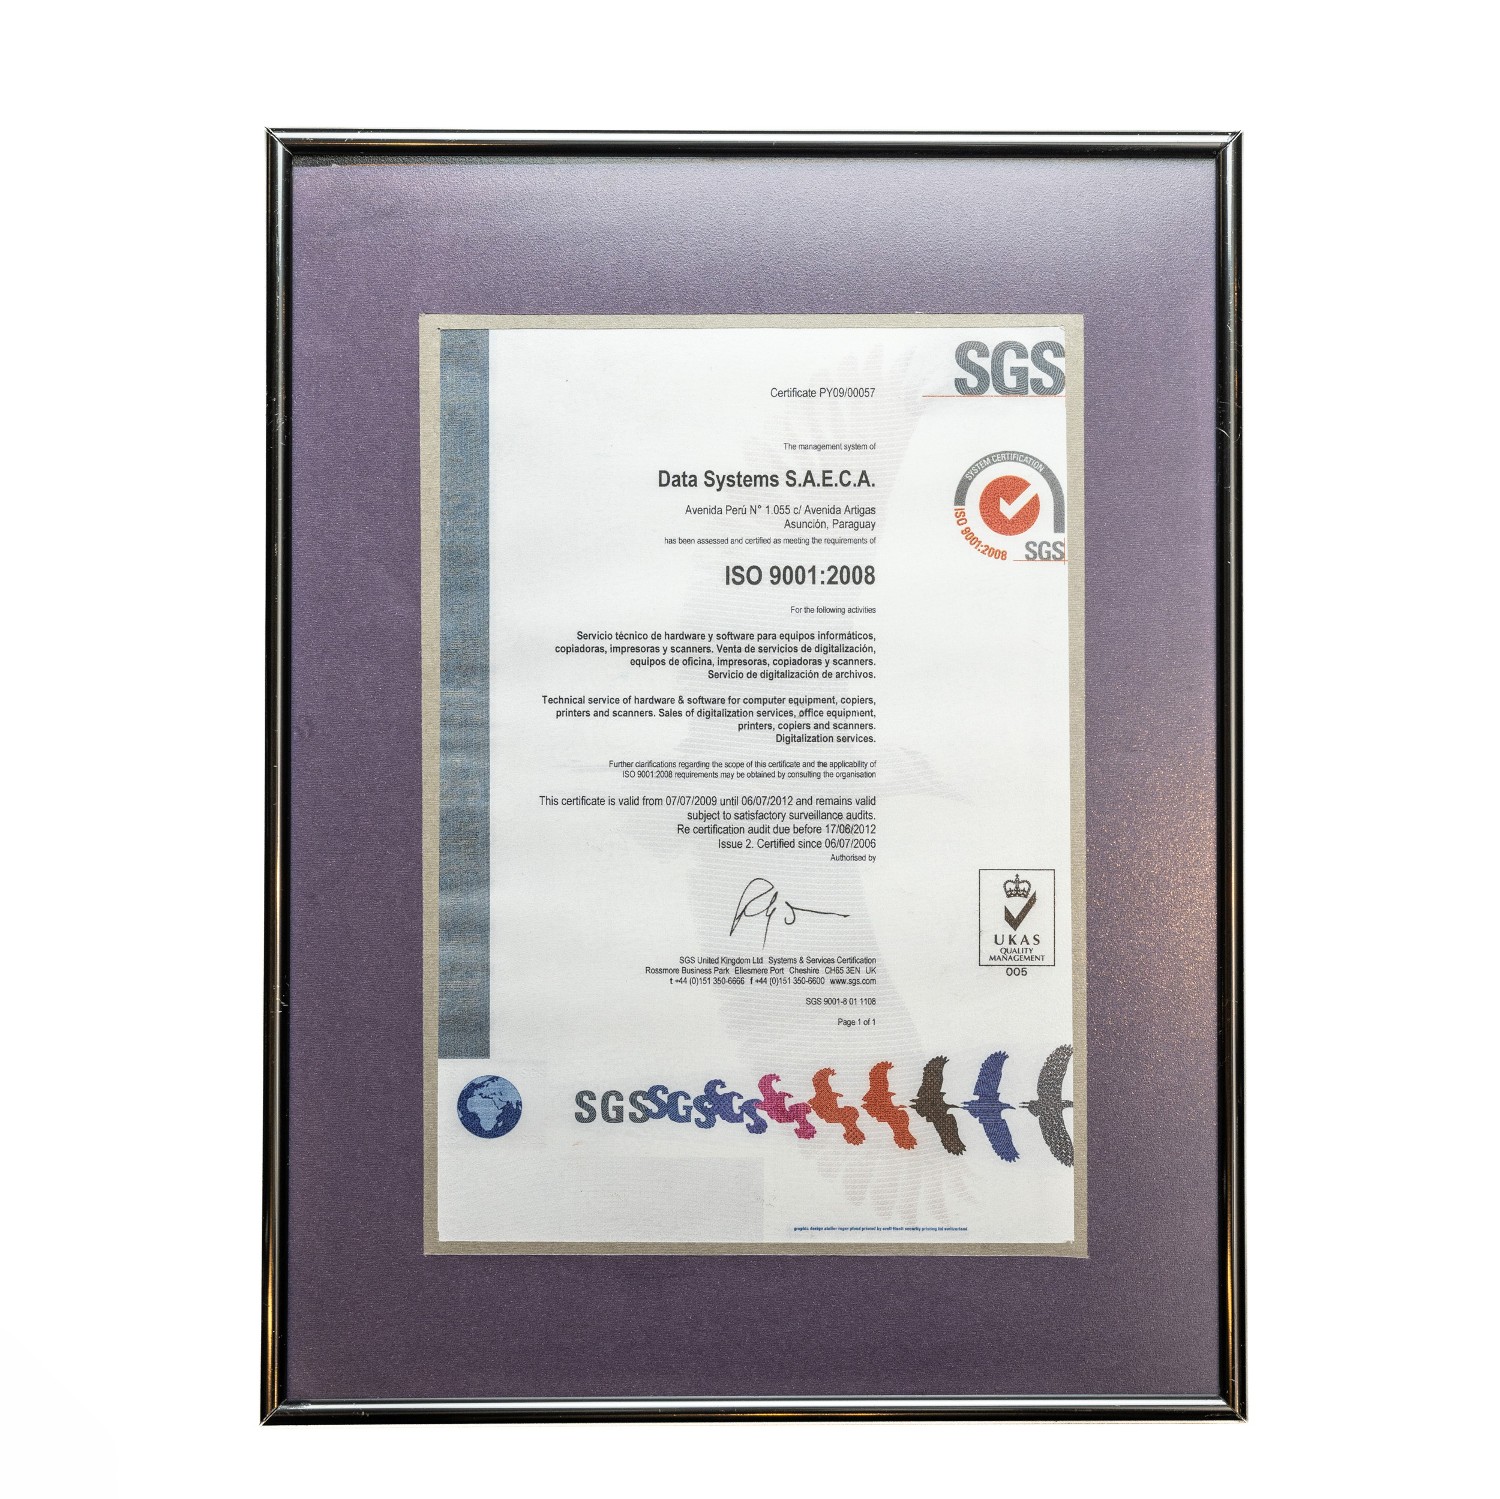 SGS
Certificate PY09/00057
The management system of
Data Systems S.A.E.C.A.
Avenida Perú N° 1.055 c/ Avenida Artigas
Asunción, Paraguay
has been assessed and certified as meeting the requirements of
ISO 9001:2008
For the following activities
Servicio técnico de hardware y software para equipos informáticos,
copiadoras, impresoras y scanners. Venta de servicios de digitalización,
equipos de oficina, impresoras, copiadoras y scanners.
Servicio de digitalización de archivos.
Technical service of hardware & software for computer equipment, copiers,
printers and scanners. Sales of digitalization services, office equipment,
printers, copiers and scanners.
Digitalization services.
Further clarifications regarding the scope of this certificate and the applicability of
ISO 9001:2008 requirements may be obtained by consulting the organisation
This certificate is valid from 07/07/2009 until 06/07/2012 and remains valid
subject to satisfactory surveillance audits.
Re certification audit due before 17/06/2012
Issue 2. Certified since 06/07/2006
Authorised by
SGS United Kingdom Ltd Systems & Services Certification
Rossmore Business Park Ellesmere Port Cheshire CH65 3EN UK
t +44 (0)151 350-6666 f +44 (0)151 350-6600 www.sgs.com
SGS 9001-8 01 1108
Page 1 of 1
SYSTEM CERTIFICATION
ISO 9001:2008
SGS
UKAS
QUALITY
MANAGEMENT
005
SGS SGS SGS
printed by security printing ltd switzerland